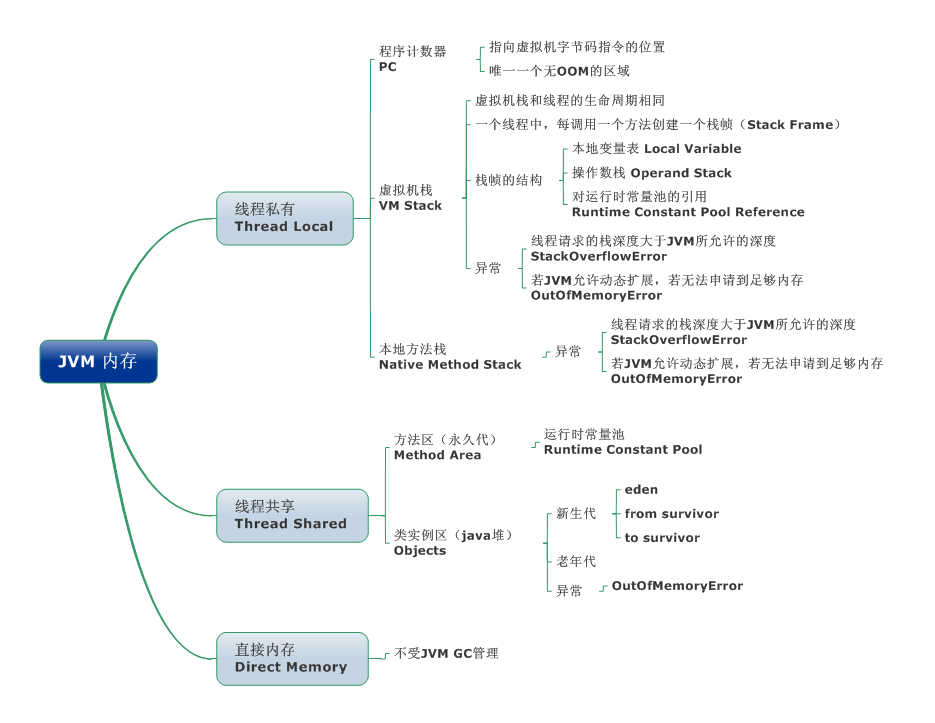 JVM 内存
线程私有
Thread Local
程序计数器
PC
指向虚拟机字节码指令的位置
唯一一个无OOM的区域
虚拟机栈
VM Stack
虚拟机栈和线程的生命周期相同
一个线程中，每调用一个方法创建一个栈帧（Stack Frame）
栈帧的结构
本地变量表 Local Variable
操作数栈 Operand Stack
对运行时常量池的引用
Runtime Constant Pool Reference
异常
线程请求的栈深度大于JVM所允许的深度
StackOverflowError
若JVM允许动态扩展，若无法申请到足够内存
OutOfMemoryError
本地方法栈
Native Method Stack
异常
线程请求的栈深度大于JVM所允许的深度
StackOverflowError
若JVM允许动态扩展，若无法申请到足够内存
OutOfMemoryError
线程共享
Thread Shared
方法区（永久代）
Method Area
运行时常量池
Runtime Constant Pool
类实例区（java堆）
Objects
新生代
eden
from survivor
to survivor
老年代
异常
OutOfMemoryError
直接内存
Direct Memory
不受JVM GC管理